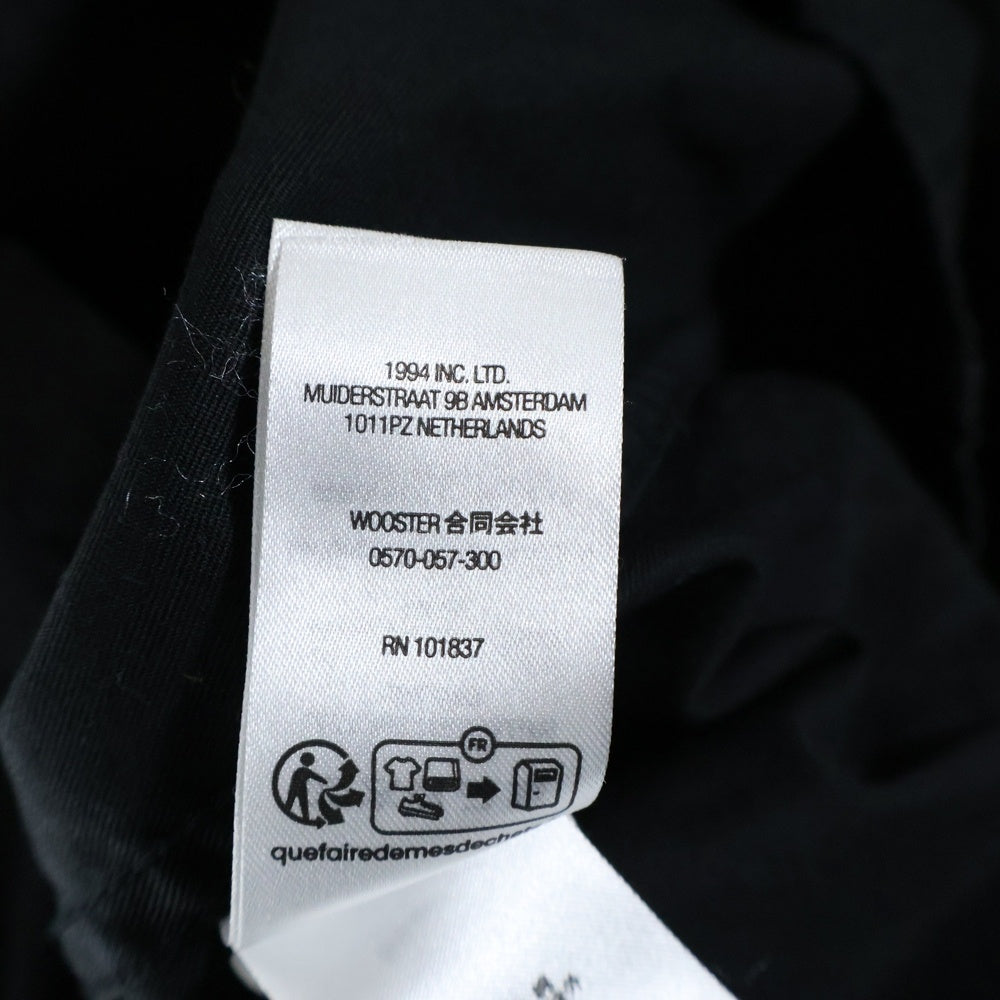 1994 INC. LTD.
MUIDERSTRAAT 9B AMSTERDAM
1011PZ NETHERLANDS
WOOSTER 合同会社
0570-057-300
RN 101837
FR